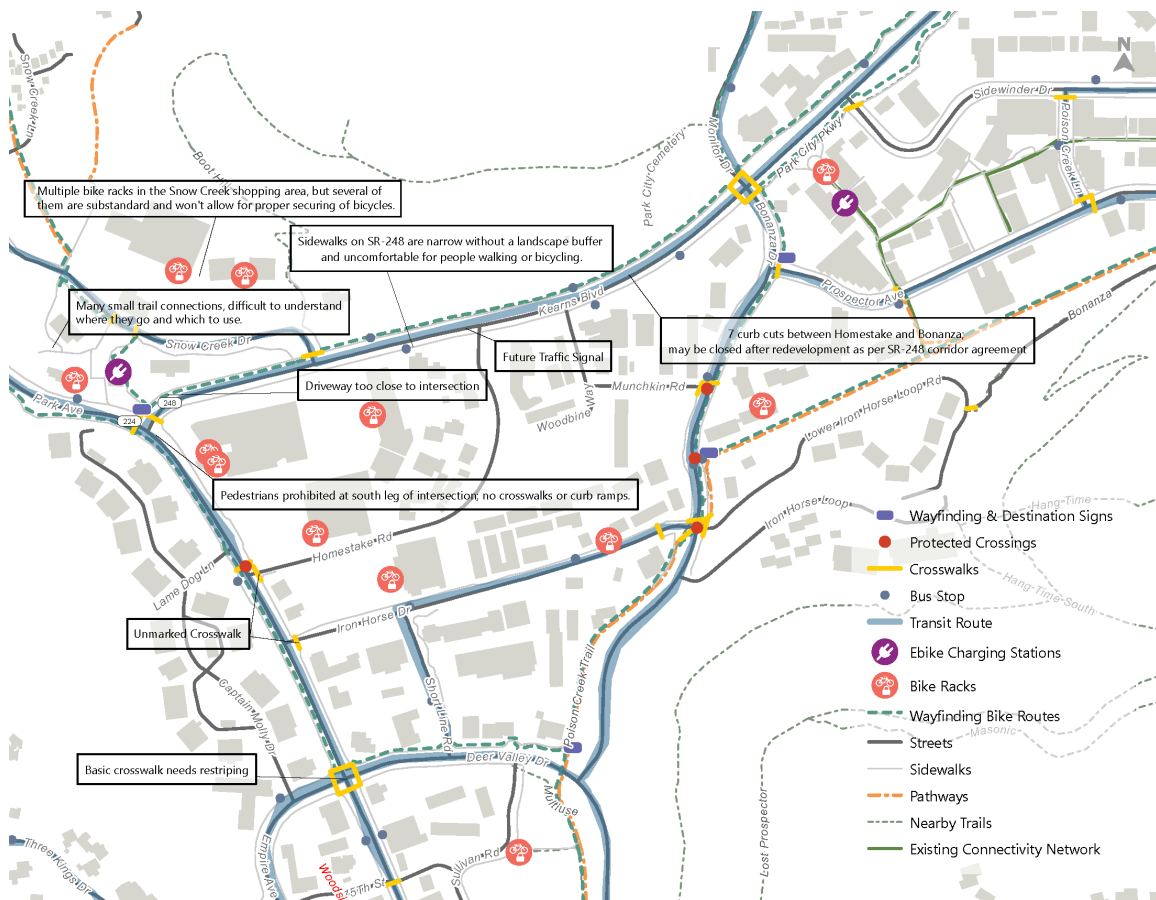 N
Snow Creek Ln
Sidewinder Dr
Poison Creek Ln
Monitor Dr
Park City Pkwy
Park City Cemetery
Multiple bike racks in the Snow Creek shopping area, but several of
them are substandard and won't allow for proper securing of bicycles.
Sidewalks on SR-248 are narrow without a landscape buffer
and uncomfortable for people walking or bicycling.
Bonanza Dr
Prospector Ave
Bonanza
Many small trail connections, difficult to understand
where they go and which to use.
Kearns Blvd
Snow Creek Dr
7 curb cuts between Homestake and Bonanza;
may be closed after redevelopment as per SR-248 corridor agreement
Future Traffic Signal
Driveway too close to intersection
Munchkin Rd
Woodbine Way
Lower Iron Horse Loop Rd
Park Ave
248
224
Pedestrians prohibited at south leg of intersection; no crosswalks or curb ramps.
Iron Horse Loop
Hang-Time
Homestake Rd
Lame Dog Ln
Hang-Time-South
Iron Horse Dr
Unmarked Crosswalk
Captain Molly Dr
Short Line Rd
Poison Creek Trail
Deer Valley Dr
Basic crosswalk needs restriping
Multiuse
Masonic
Lost Prospector
Empire Ave
Three Kings Dr
Sullivan Rd
15Th St
Wayfinding & Destination Signs
Protected Crossings
Crosswalks
Bus Stop
Transit Route
Ebike Charging Stations
Bike Racks
Wayfinding Bike Routes
Streets
Sidewalks
Pathways
Nearby Trails
Existing Connectivity Network